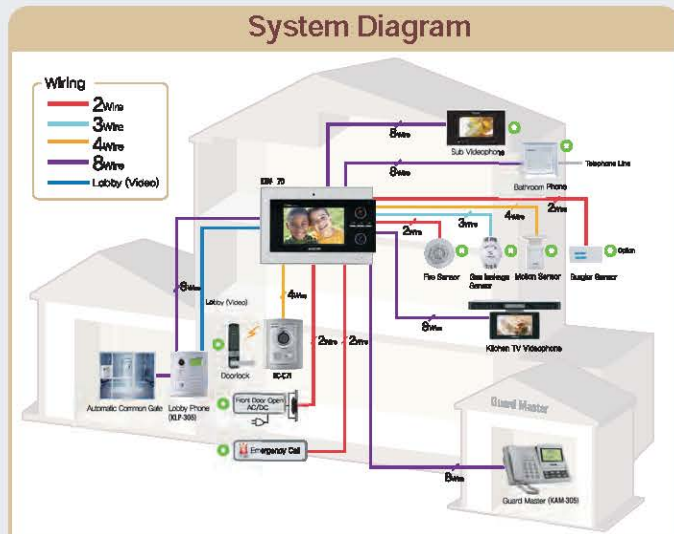 System Diagram
Wiring
2Wire
3Wire
4Wire
8Wire
Lobby (Video)
8Wire
Sub Videophone
8Wire
Telephone Line
Bathroom Phone
2Wire
4Wire
3Wire
2Wire
Fire Sensor
Gas leakage
Sensor
Motion Sensor
Burglar Sensor
Option
8Wire
Lobby (Video)
4Wire
2Wire
2Wire
8Wire
Kitchen TV Videophone
Doorlock
Automatic Common Gate
Lobby Phone
(KLP-305)
Front Door Open
AC/DC
Emergency Call
Guard Master
8Wire
Guard Master (KAM-305)